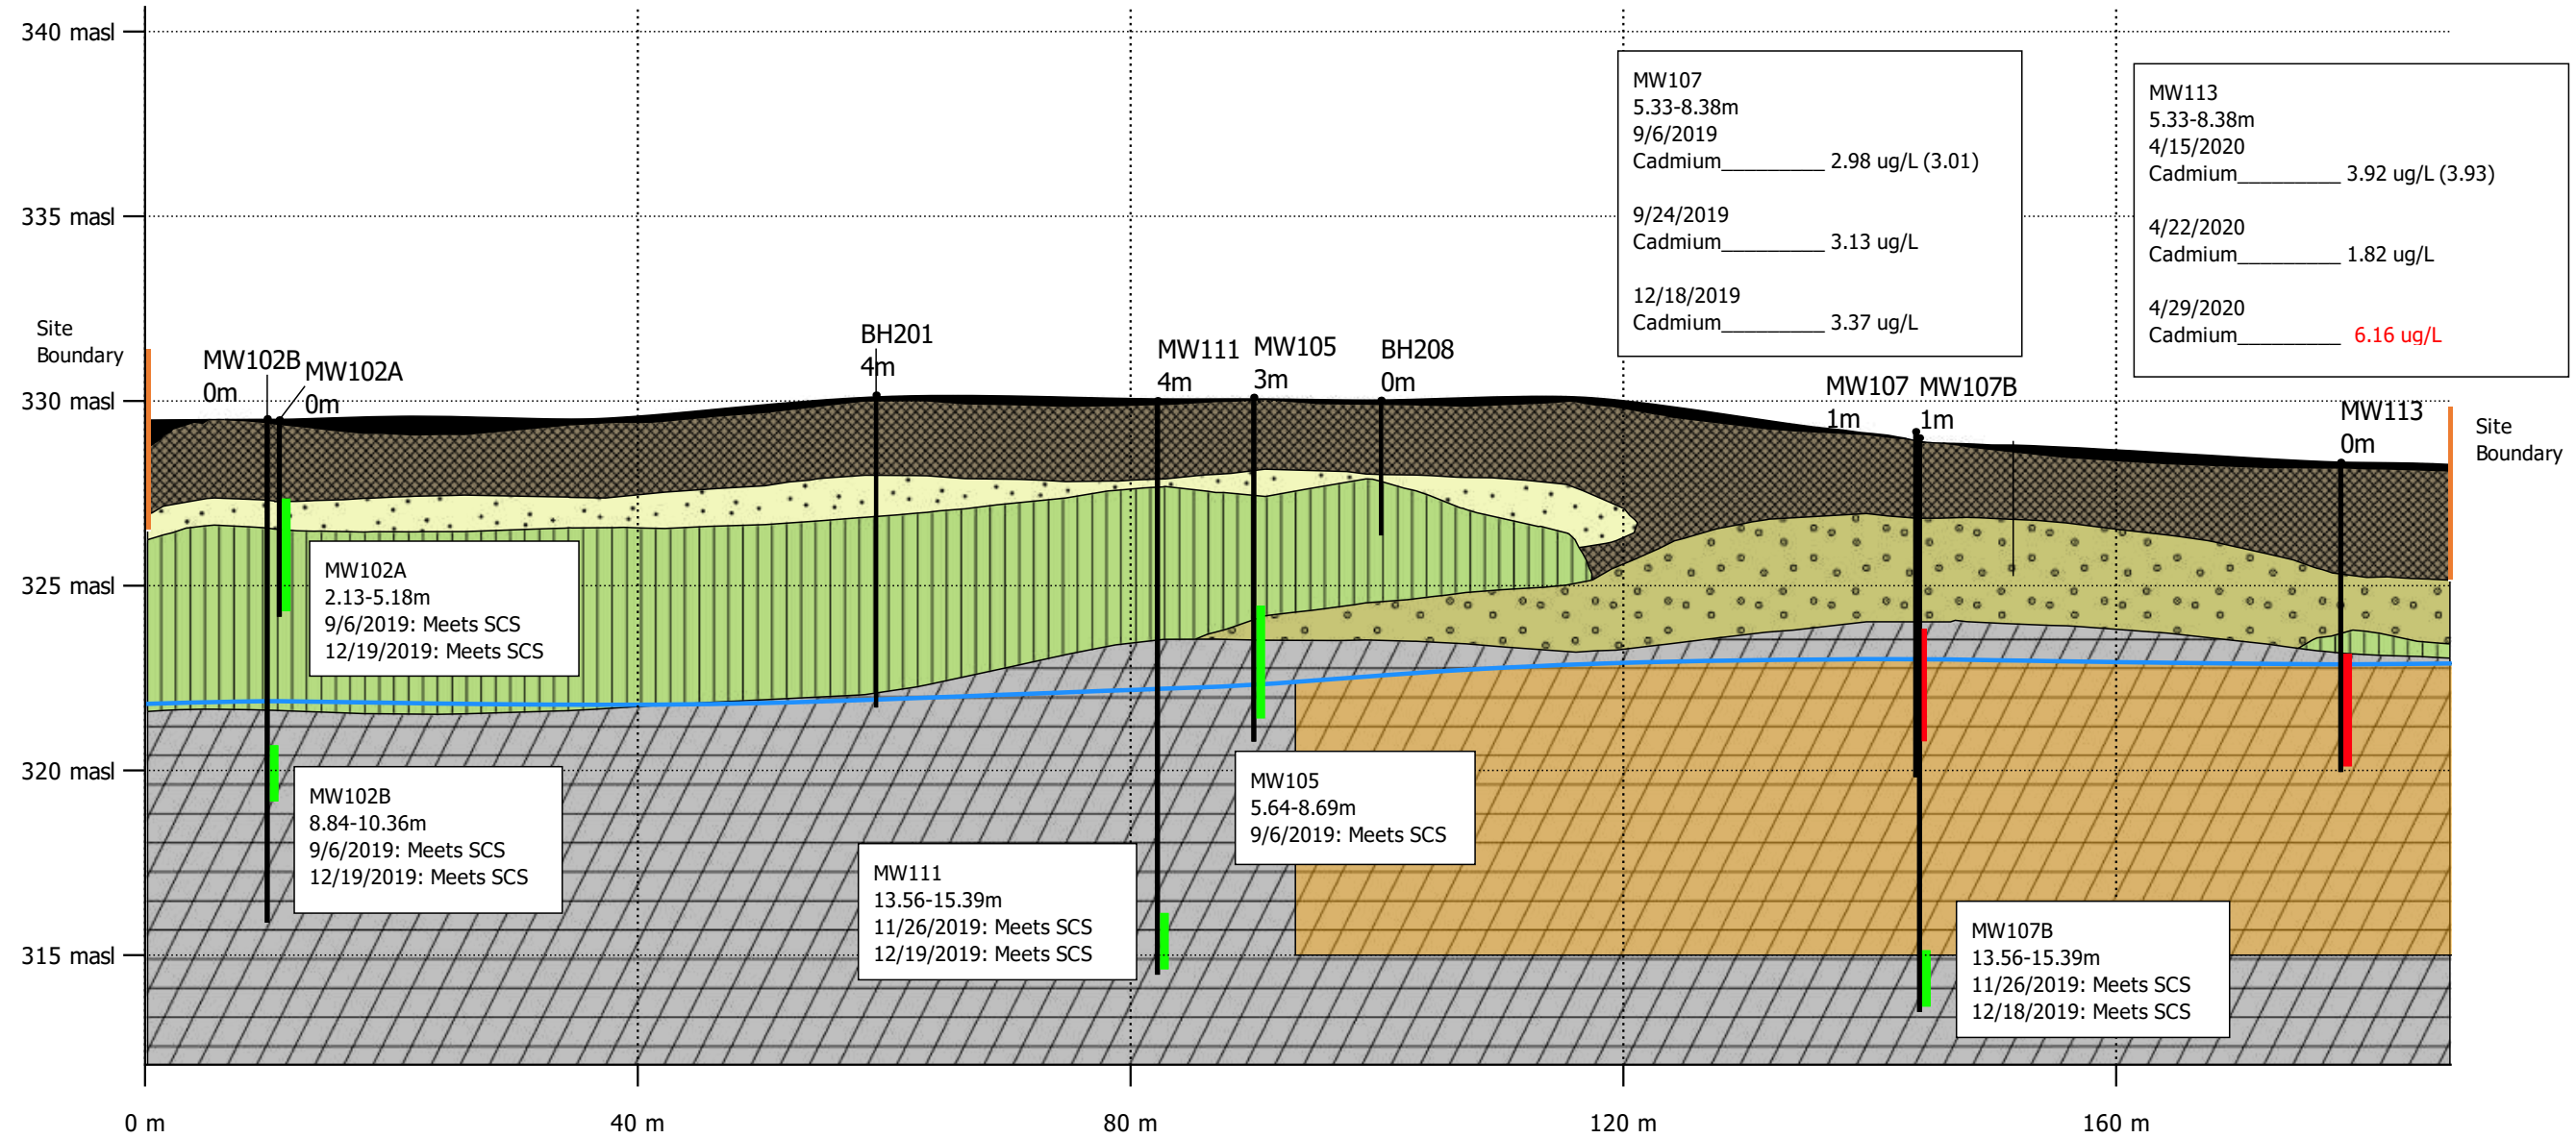 340 masl
335 masl
330 masl
325 masl
320 masl
315 masl
0 m
40 m
80 m
120 m
160 m
Site
Boundary
MW102B
0m
MW102A
0m
BH201
4m
MW111
4m
MW105
3m
BH208
0m
MW107
1m
MW107B
1m
MW113
0m
Site
Boundary
MW107
5.33-8.38m
9/6/2019
Cadmium_________ 2.98 ug/L (3.01)
9/24/2019
Cadmium_________ 3.13 ug/L
12/18/2019
Cadmium_________ 3.37 ug/L
MW113
5.33-8.38m
4/15/2020
Cadmium_________ 3.92 ug/L (3.93)
4/22/2020
Cadmium_________ 1.82 ug/L
4/29/2020
Cadmium_________ 6.16 ug/L
MW102A
2.13-5.18m
9/6/2019: Meets SCS
12/19/2019: Meets SCS
MW102B
8.84-10.36m
9/6/2019: Meets SCS
12/19/2019: Meets SCS
MW111
13.56-15.39m
11/26/2019: Meets SCS
12/19/2019: Meets SCS
MW105
5.64-8.69m
9/6/2019: Meets SCS
MW107B
13.56-15.39m
11/26/2019: Meets SCS
12/18/2019: Meets SCS